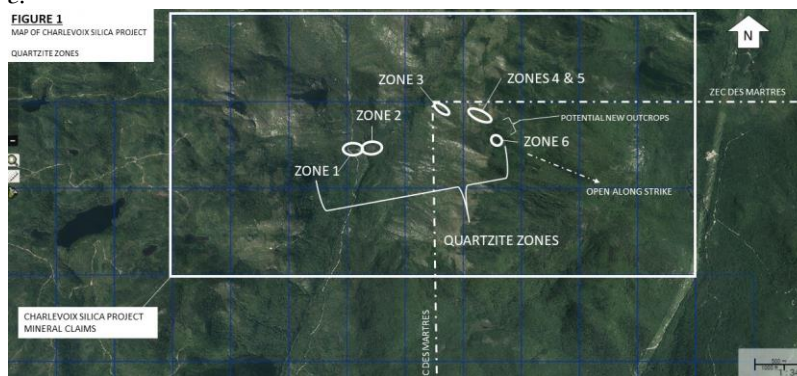 FIGURE 1
MAP OF CHARLEVOIX SILICA PROJECT
QUARTZITE ZONES
N
ZONE 3
ZONES 4 & 5
ZEC DES MARTRES
ZONE 2
POTENTIAL NEW OUTCROPS
ZONE 6
ZONE 1
OPEN ALONG STRIKE
QUARTZITE ZONES
CHARLEVOIX SILICA PROJECT
MINERAL CLAIMS
EC DES MARTRES
500 m